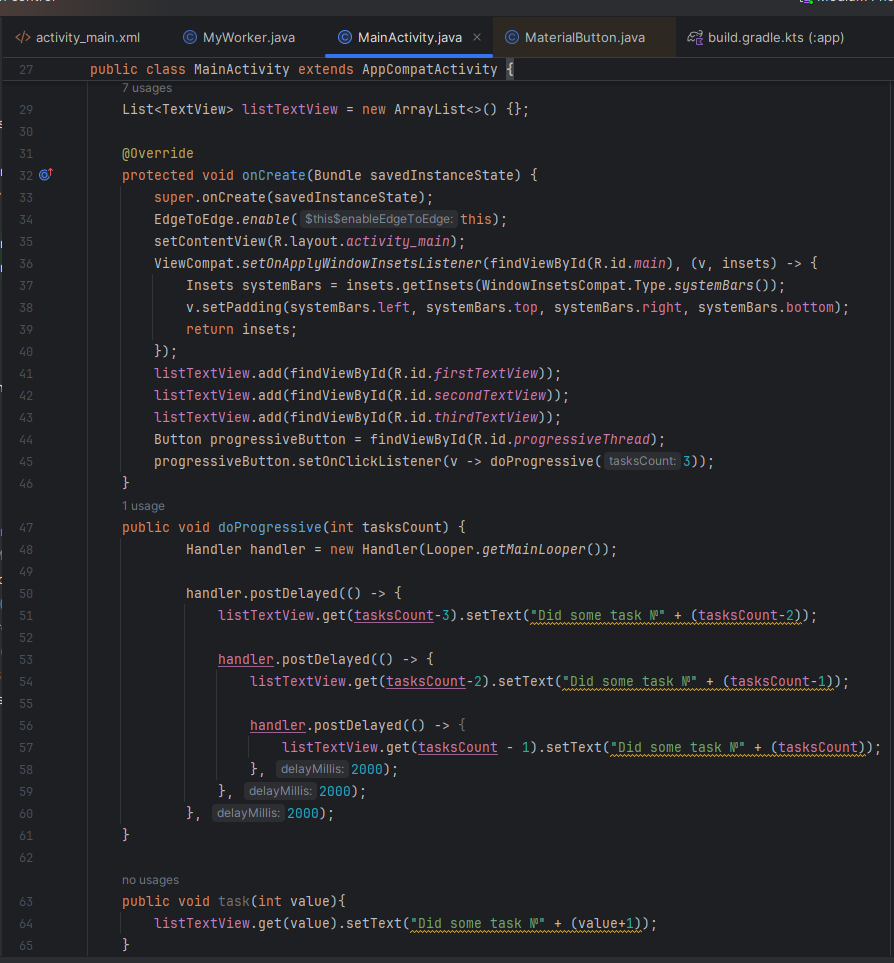 activity_main.xml MyWorker.java MainActivity.java × MaterialButton.java build.gradle.kts (:app)
27 public class MainActivity extends AppCompatActivity {
7 usages
29 List<TextView> listTextView = new ArrayList<>() {};
30
31 @Override
32 protected void onCreate(Bundle savedInstanceState) {
33 super.onCreate(savedInstanceState);
34 EdgeToEdge.enable( $this$enableEdgeToEdge: this);
35 setContentView(R.layout.activity_main);
36 ViewCompat.setOnApplyWindowInsetsListener(findViewById(R.id.main), (v, insets) -> {
37 Insets systemBars = insets.getInsets(WindowInsetsCompat.Type.systemBars());
38 v.setPadding(systemBars.left, systemBars.top, systemBars.right, systemBars.bottom);
39 return insets;
40 });
41 listTextView.add(findViewById(R.id.firstTextView));
42 listTextView.add(findViewById(R.id.secondTextView));
43 listTextView.add(findViewById(R.id.thirdTextView));
44 Button progressiveButton = findViewById(R.id.progressiveThread);
45 progressiveButton.setOnClickListener(v -> doProgressive( tasksCount: 3));
46 }
1 usage
47 public void doProgressive(int tasksCount) {
48 Handler handler = new Handler(Looper.getMainLooper());
49
50 handler.postDelayed(() -> {
51 listTextView.get(tasksCount-3).setText("Did some task №" + (tasksCount-2));
52
53 handler.postDelayed(() -> {
54 listTextView.get(tasksCount-2).setText("Did some task №" + (tasksCount-1));
55
56 handler.postDelayed(() -> {
57 listTextView.get(tasksCount - 1).setText("Did some task №" + (tasksCount));
58 }, delayMillis: 2000);
59 }, delayMillis: 2000);
60 }, delayMillis: 2000);
61 }
62
no usages
63 public void task(int value){
64 listTextView.get(value).setText("Did some task №" + (value+1));
65 }